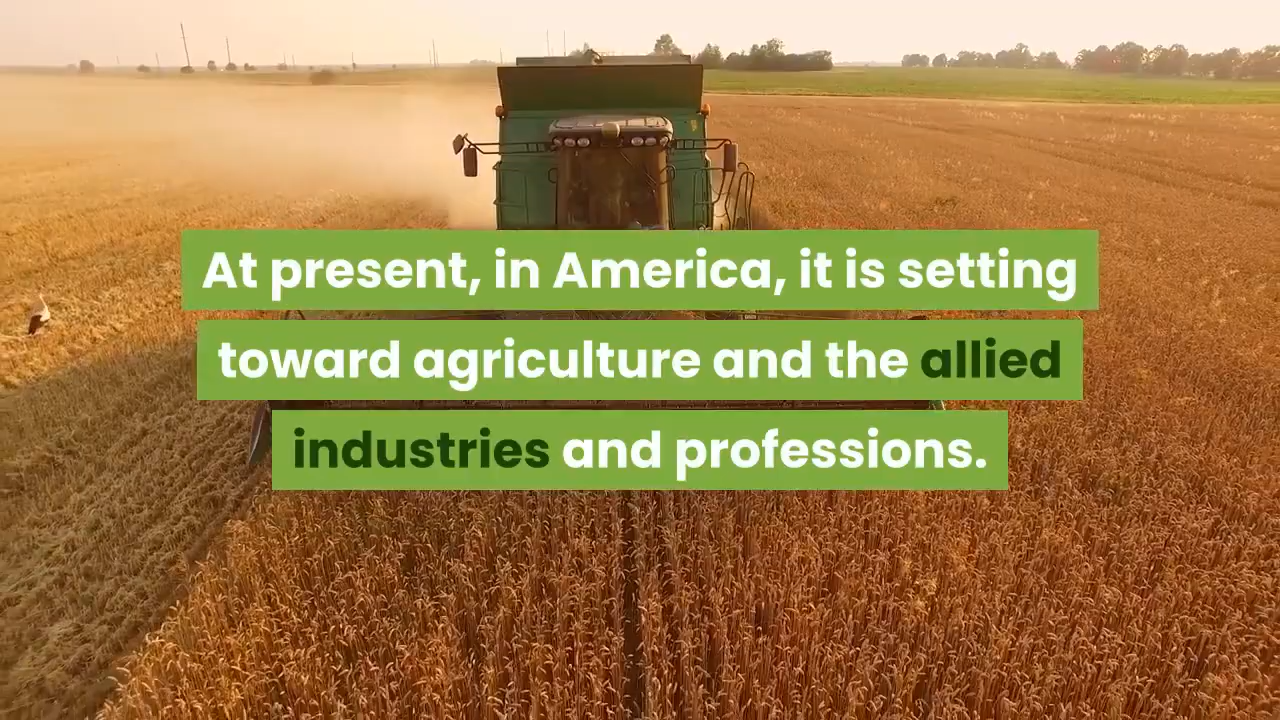 At present, in America, it is setting
toward agriculture and the allied
industries and professions.